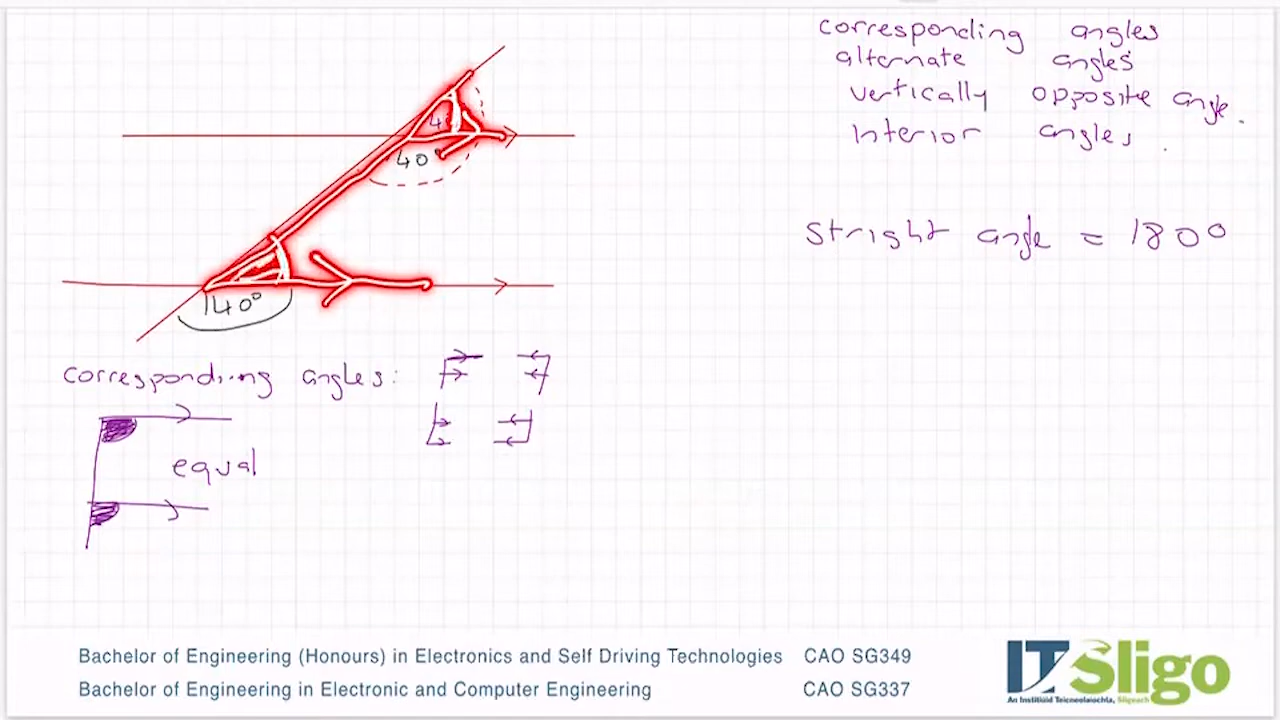 corresponding angles
alternate angles
vertically opposite angle.
Interior angles.
stright angle = 180°
40°
140°
corresponding angles:
equal
Bachelor of Engineering (Honours) in Electronics and Self Driving Technologies CAO SG349
Bachelor of Engineering in Electronic and Computer Engineering CAO SG337
IT Sligo
An Institiúid Teicneolaíochta, Sligeach